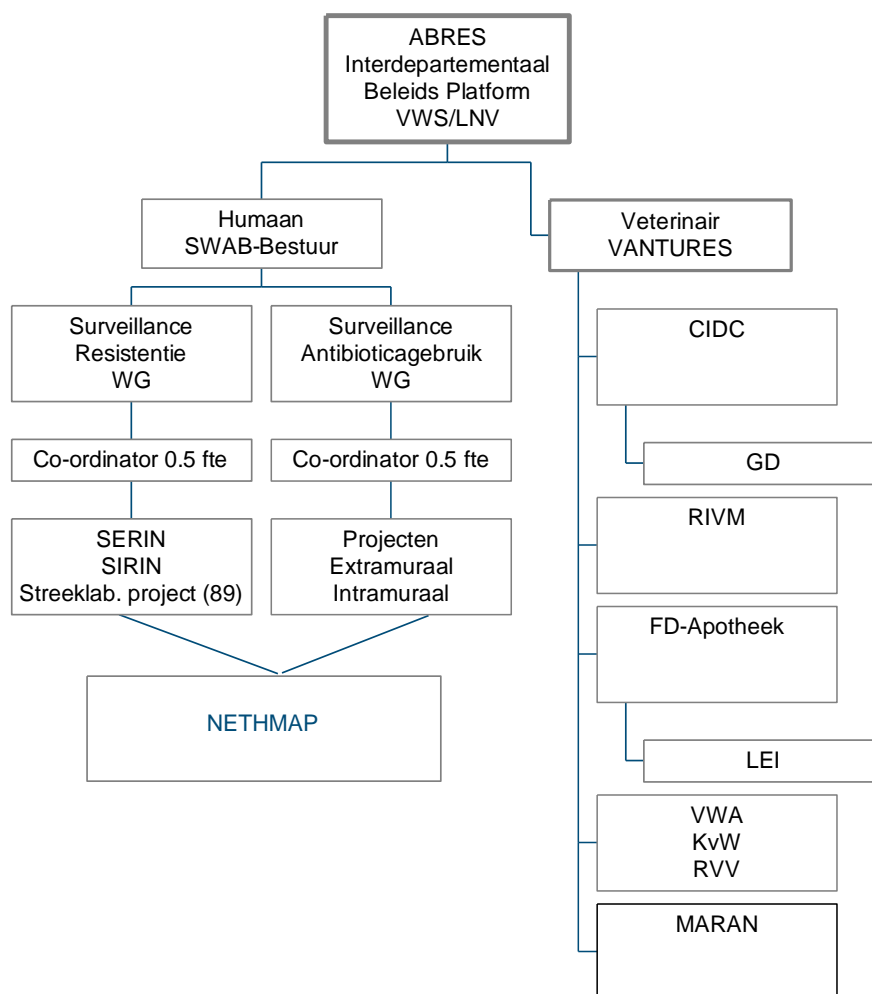 ABRES
Interdepartementaal
Beleids Platform
VWS/LNV
Humaan
SWAB-Bestuur
Veterinair
VANTURES
Surveillance
Resistentie
WG
Surveillance
Antibioticagebruik
WG
CIDC
Co-ordinator 0.5 fte
Co-ordinator 0.5 fte
GD
SERIN
SIRIN
Streeklab. project (89)
Projecten
Extramuraal
Intramuraal
RIVM
FD-Apotheek
NETHMAP
LEI
VWA
KvW
RVV
MARAN